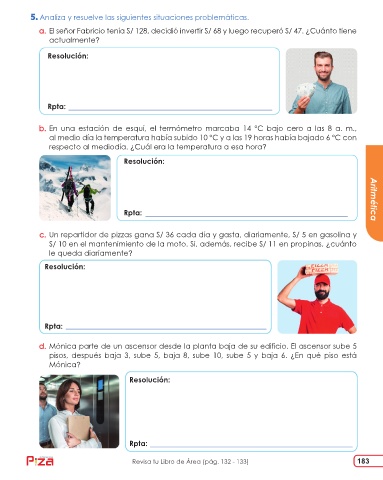 5. Analiza y resuelve las siguientes situaciones problemáticas.
a. El señor Fabricio tenía S/ 128, decidió invertir S/ 68 y luego recuperó S/ 47. ¿Cuánto tiene
actualmente?
Resolución:
Rpta:
b. En una estación de esquí, el termómetro marcaba 14 °C bajo cero a las 8 a. m.,
al medio día la temperatura había subido 10 °C y a las 19 horas había bajado 6 °C con
respecto al mediodía. ¿Cuál era la temperatura a esa hora?
Resolución:
Rpta:
Aritmética
c. Un repartidor de pizzas gana S/ 36 cada día y gasta, diariamente, S/ 5 en gasolina y
S/ 10 en el mantenimiento de la moto. Si, además, recibe S/ 11 en propinas, ¿cuánto
le queda diariamente?
Resolución:
PIZZA
PIZZA
Rpta:
d. Mónica parte de un ascensor desde la planta baja de su edificio. El ascensor sube 5
pisos, después baja 3, sube 5, baja 8, sube 10, sube 5 y baja 6. ¿En qué piso está
Mónica?
Resolución:
Rpta:
Revisa tu Libro de Área (pág. 132 - 133)
183